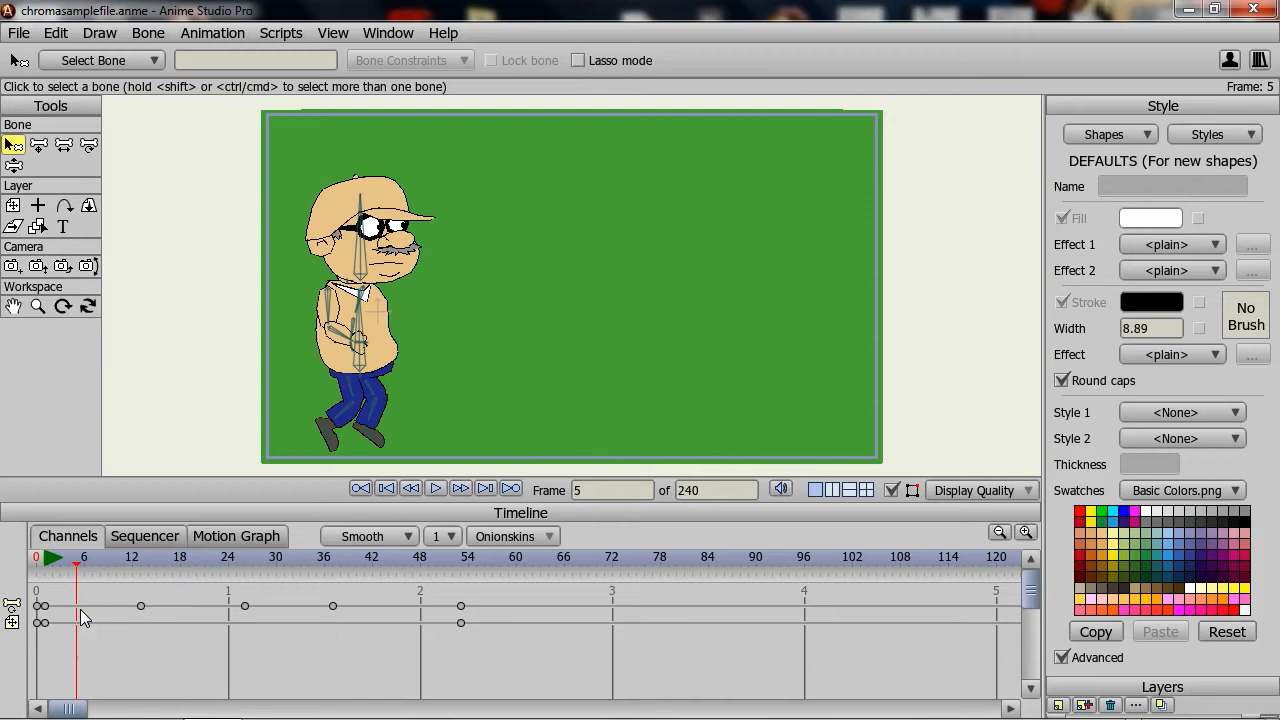 chromasamplefile.anme - Anime Studio Pro
File Edit Draw Bone Animation Scripts View Window Help
Select Bone Bone Constraints Lock bone Lasso mode
Click to select a bone (hold <shift> or <ctrl/cmd> to select more than one bone) Frame: 5
Tools
Bone
Layer
T
Camera
Workspace
Style
Shapes Styles
DEFAULTS (For new shapes)
Name
Fill
Effect 1 <plain> ...
Effect 2 <plain> ...
Stroke
Width 8.89
No Brush
Effect <plain> ...
Round caps
Style 1 <None>
Style 2 <None>
Thickness
Swatches Basic Colors.png
Copy Paste Reset
Advanced
Layers
Frame 5 of 240 Display Quality
Timeline
Channels Sequencer Motion Graph Smooth 1 Onionskins
0 6 12 18 24 30 36 42 48 54 60 66 72 78 84 90 96 102 108 114 120
0 1 2 3 4 5